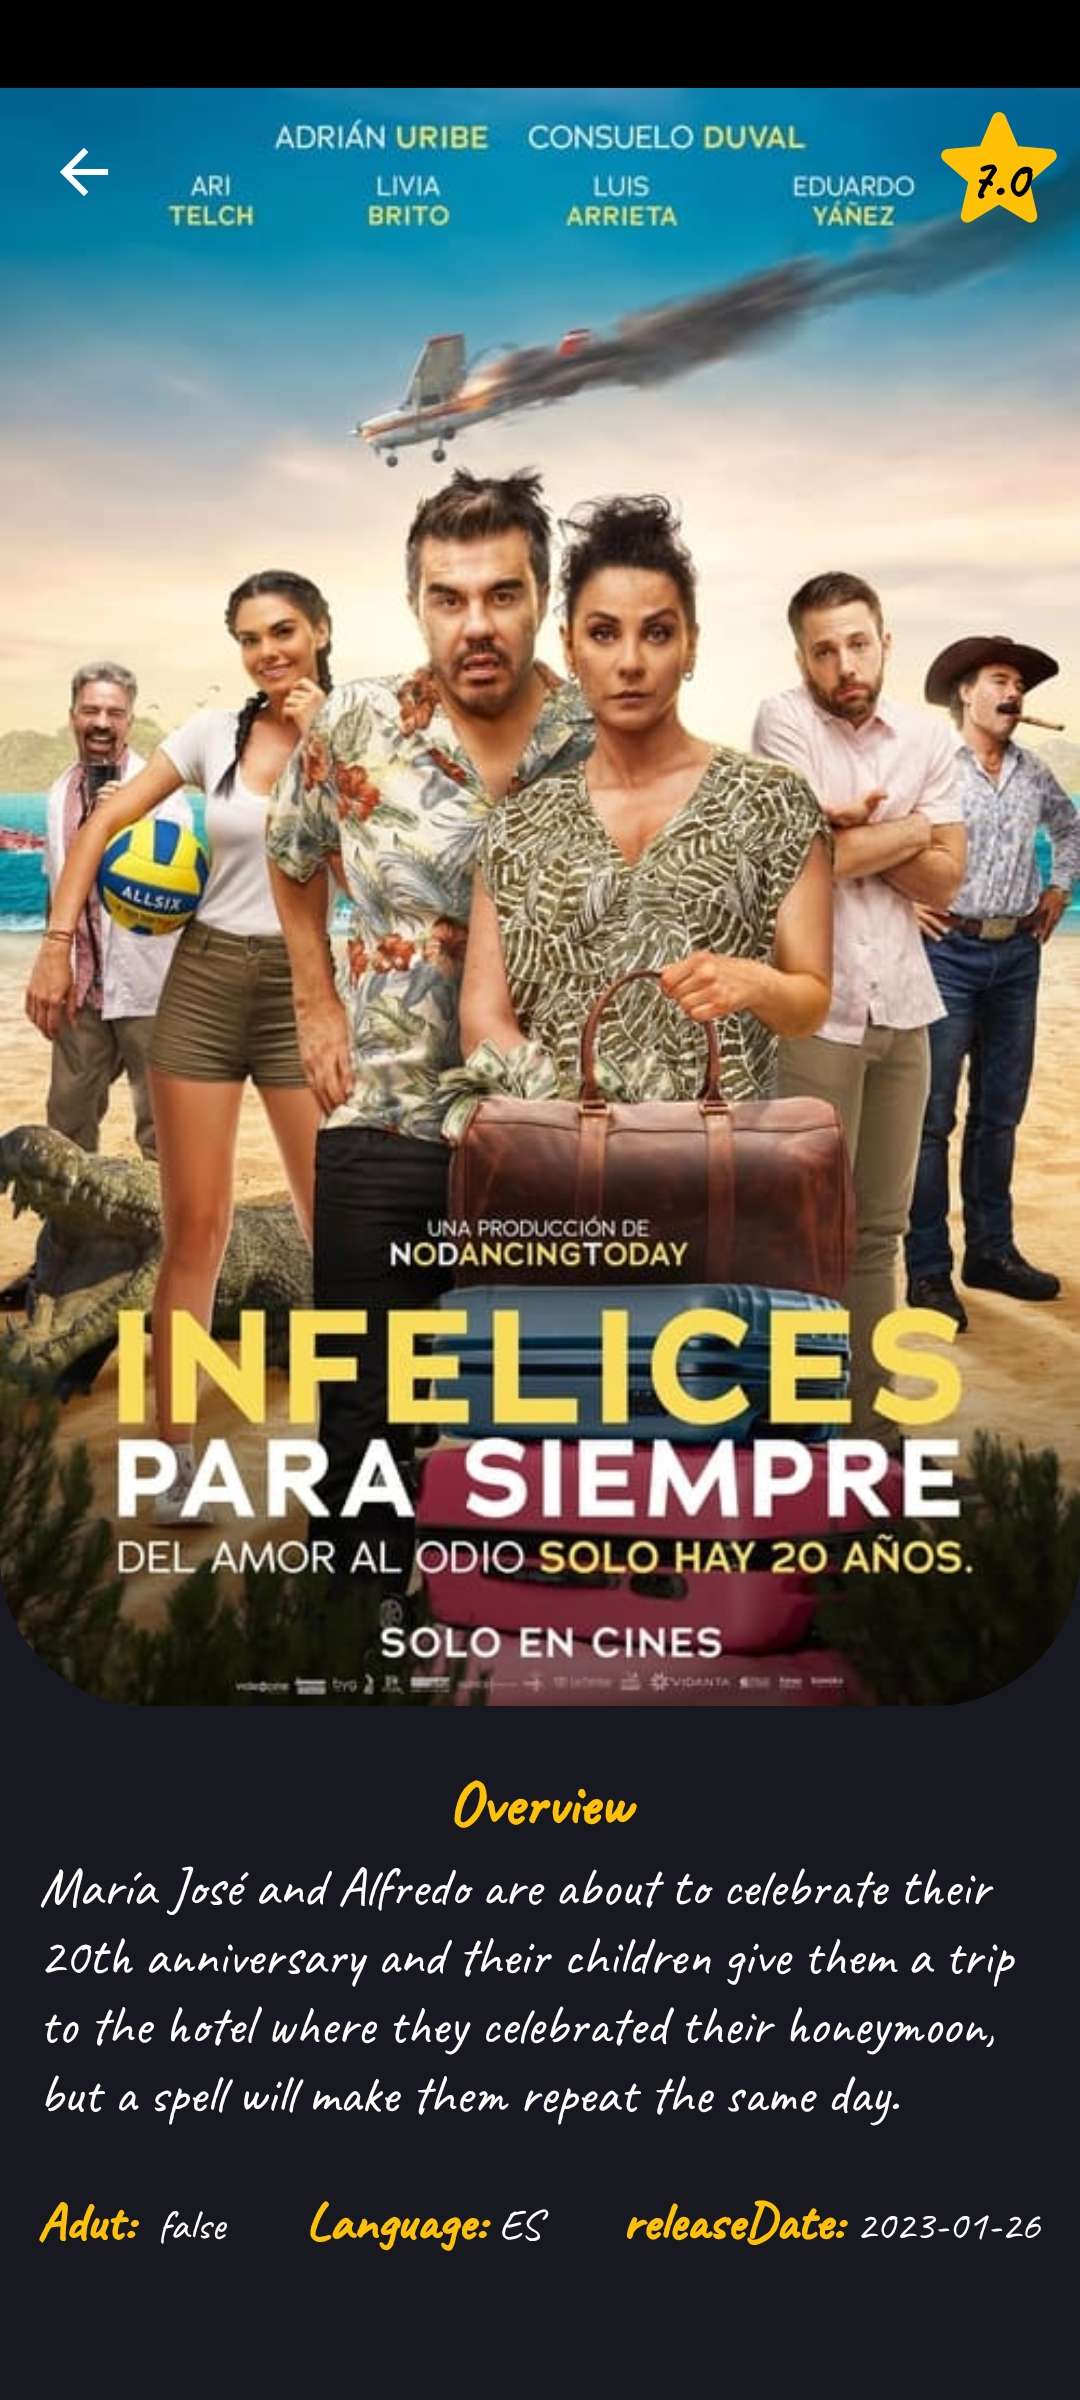 ADRIÁN URIBE CONSUELO DUVAL
7.0
ARI TELCH
LIVIA BRITO
LUIS ARRIETA
EDUARDO YÁÑEZ
ALLSIX
UNA PRODUCCIÓN DE
NODANCINGTODAY
INFELICES
PARA SIEMPRE
DEL AMOR AL ODIO SOLO HAY 20 AÑOS.
SOLO EN CINES
videocine
VIDANTA
Overview
María José and Alfredo are about to celebrate their
20th anniversary and their children give them a trip
to the hotel where they celebrated their honeymoon,
but a spell will make them repeat the same day.
Adut: false Language: ES releaseDate: 2023-01-26